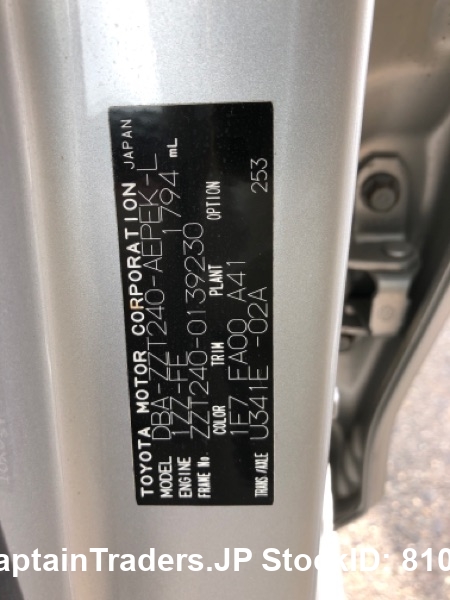 TOYOTA MOTOR CORPORATION JAPAN
MODEL DBA-ZZT240-AEPEK-L
ENGINE 1ZZ-FE 1794 mL
FRAME No. ZZT240-0139230
COLOR TRIM PLANT OPTION
1F7 EA00 A41 253
TRANS/AXLE U341E -02A
aptainTraders.JP StockID: 810